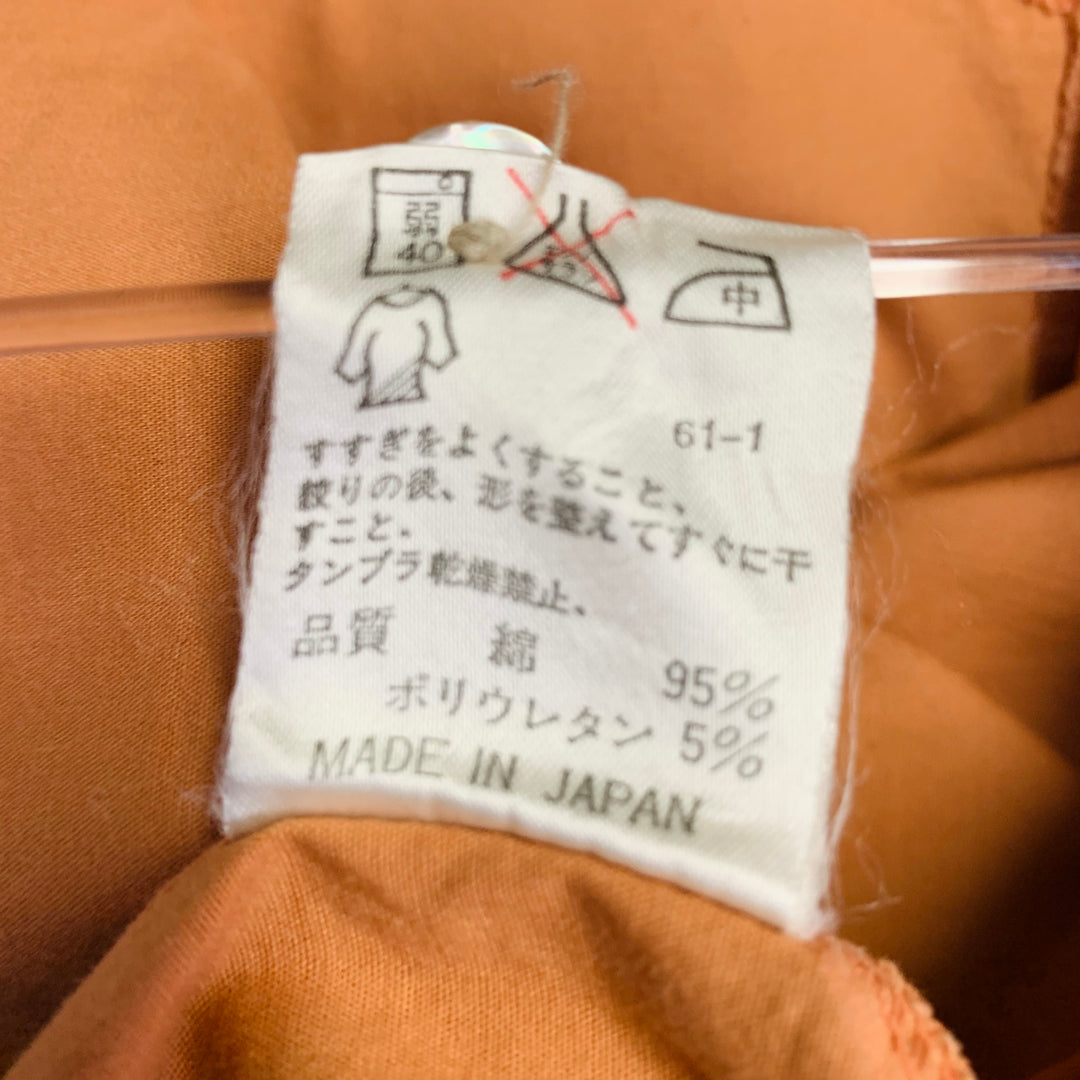 弱
40
中
61-1
すすぎをよくすること、
絞りの後、形を整えてすぐに干
すこと、
タンブラ乾燥禁止、
品質 綿 95%
ポリウレタン 5%
MADE IN JAPAN